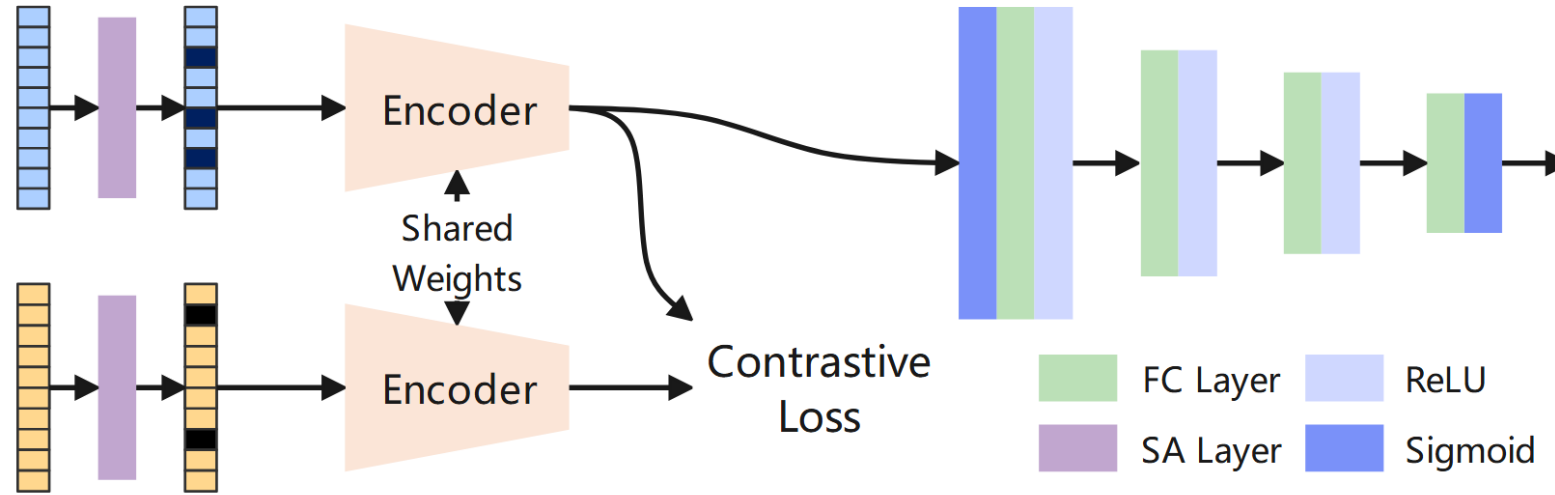 Encoder
Shared
Weights
Encoder
Contrastive
Loss
FC Layer
ReLU
SA Layer
Sigmoid